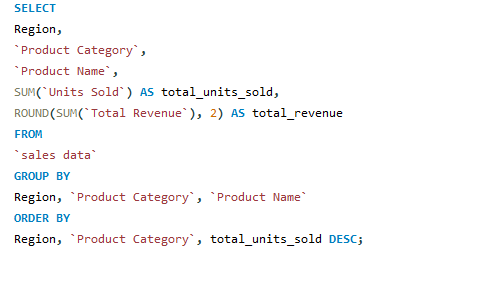 SELECT
Region,
`Product Category`,
`Product Name`,
SUM(`Units Sold`) AS total_units_sold,
ROUND(SUM(`Total Revenue`), 2) AS total_revenue
FROM
`sales data`
GROUP BY
Region, `Product Category`, `Product Name`
ORDER BY
Region, `Product Category`, total_units_sold DESC;